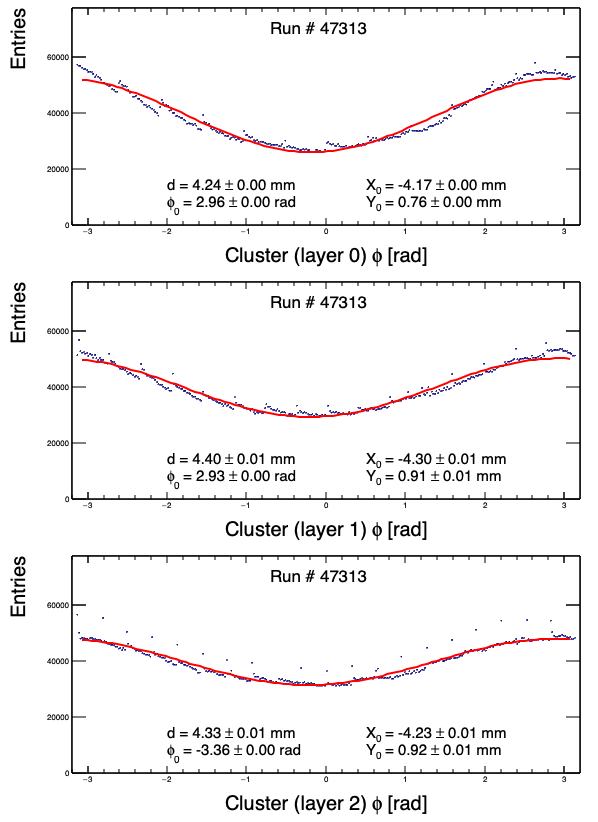 Entries
Run # 47313
60000
40000
20000
0
d = 4.24 ± 0.00 mm
X0 = -4.17 ± 0.00 mm
ϕ0 = 2.96 ± 0.00 rad
Y0 = 0.76 ± 0.00 mm
−3 −2 −1 0 1 2 3
Cluster (layer 0) ϕ [rad]
Entries
Run # 47313
60000
40000
20000
0
d = 4.40 ± 0.01 mm
X0 = -4.30 ± 0.01 mm
ϕ0 = 2.93 ± 0.00 rad
Y0 = 0.91 ± 0.01 mm
−3 −2 −1 0 1 2 3
Cluster (layer 1) ϕ [rad]
Entries
Run # 47313
60000
40000
20000
0
d = 4.33 ± 0.01 mm
X0 = -4.23 ± 0.01 mm
ϕ0 = -3.36 ± 0.00 rad
Y0 = 0.92 ± 0.01 mm
−3 −2 −1 0 1 2 3
Cluster (layer 2) ϕ [rad]